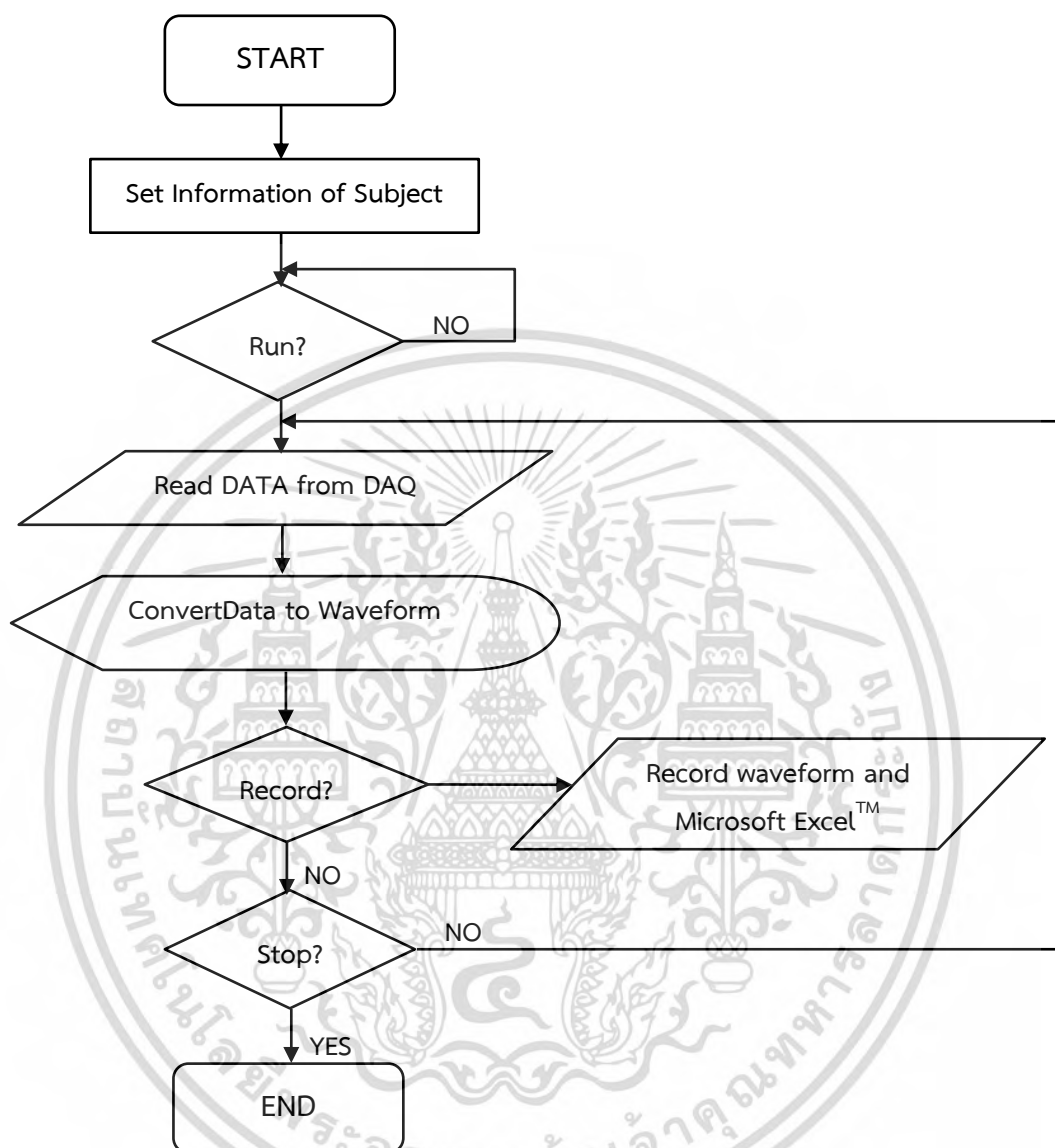 START
Set Information of Subject
Run?
NO
Read DATA from DAQ
ConvertData to Waveform
Record?
Record waveform and
Microsoft Excel™
NO
Stop?
NO
YES
END